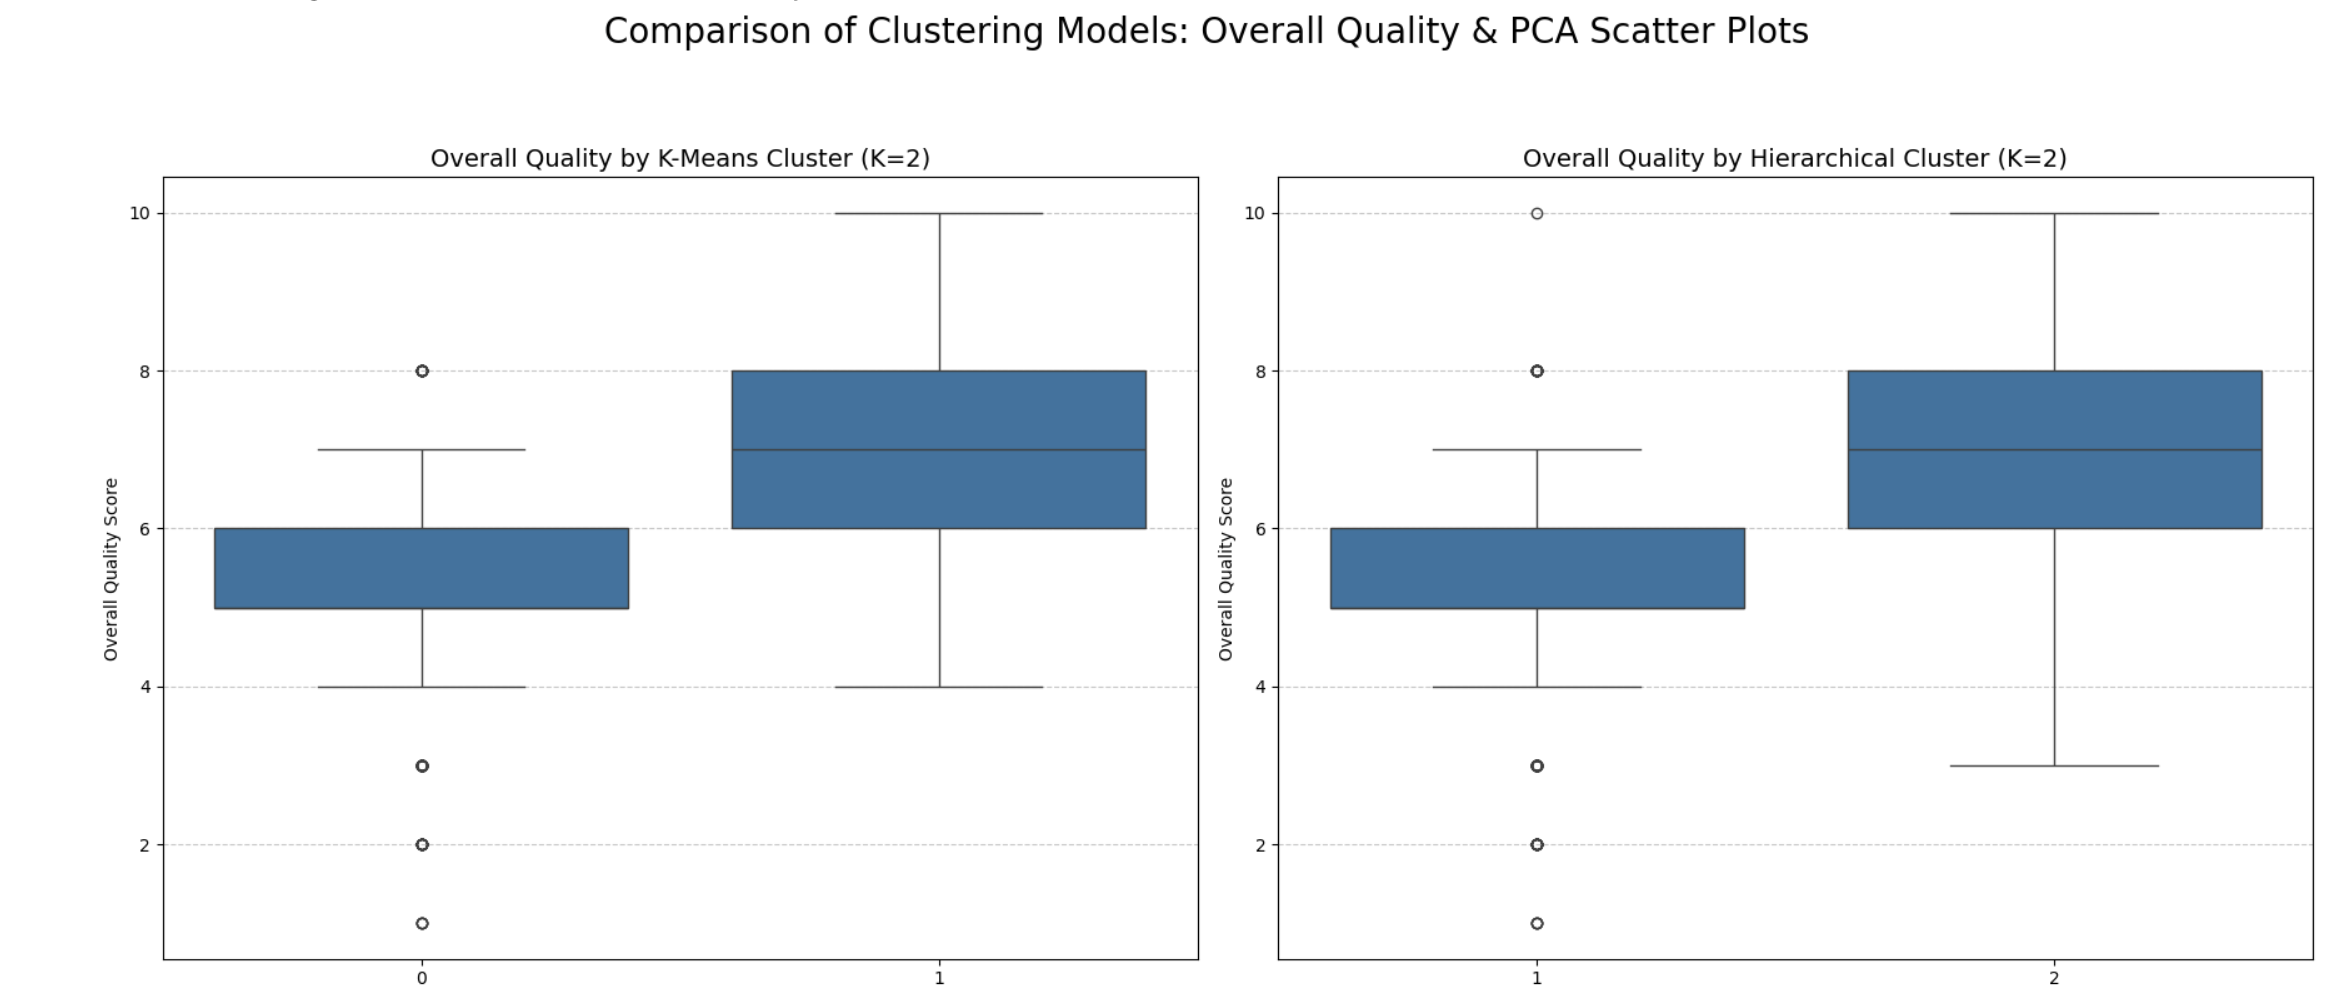 Comparison of Clustering Models: Overall Quality & PCA Scatter Plots
Overall Quality by K-Means Cluster (K=2)
Overall Quality Score
10
8
6
4
2
0
1
Overall Quality by Hierarchical Cluster (K=2)
Overall Quality Score
10
8
6
4
2
1
2